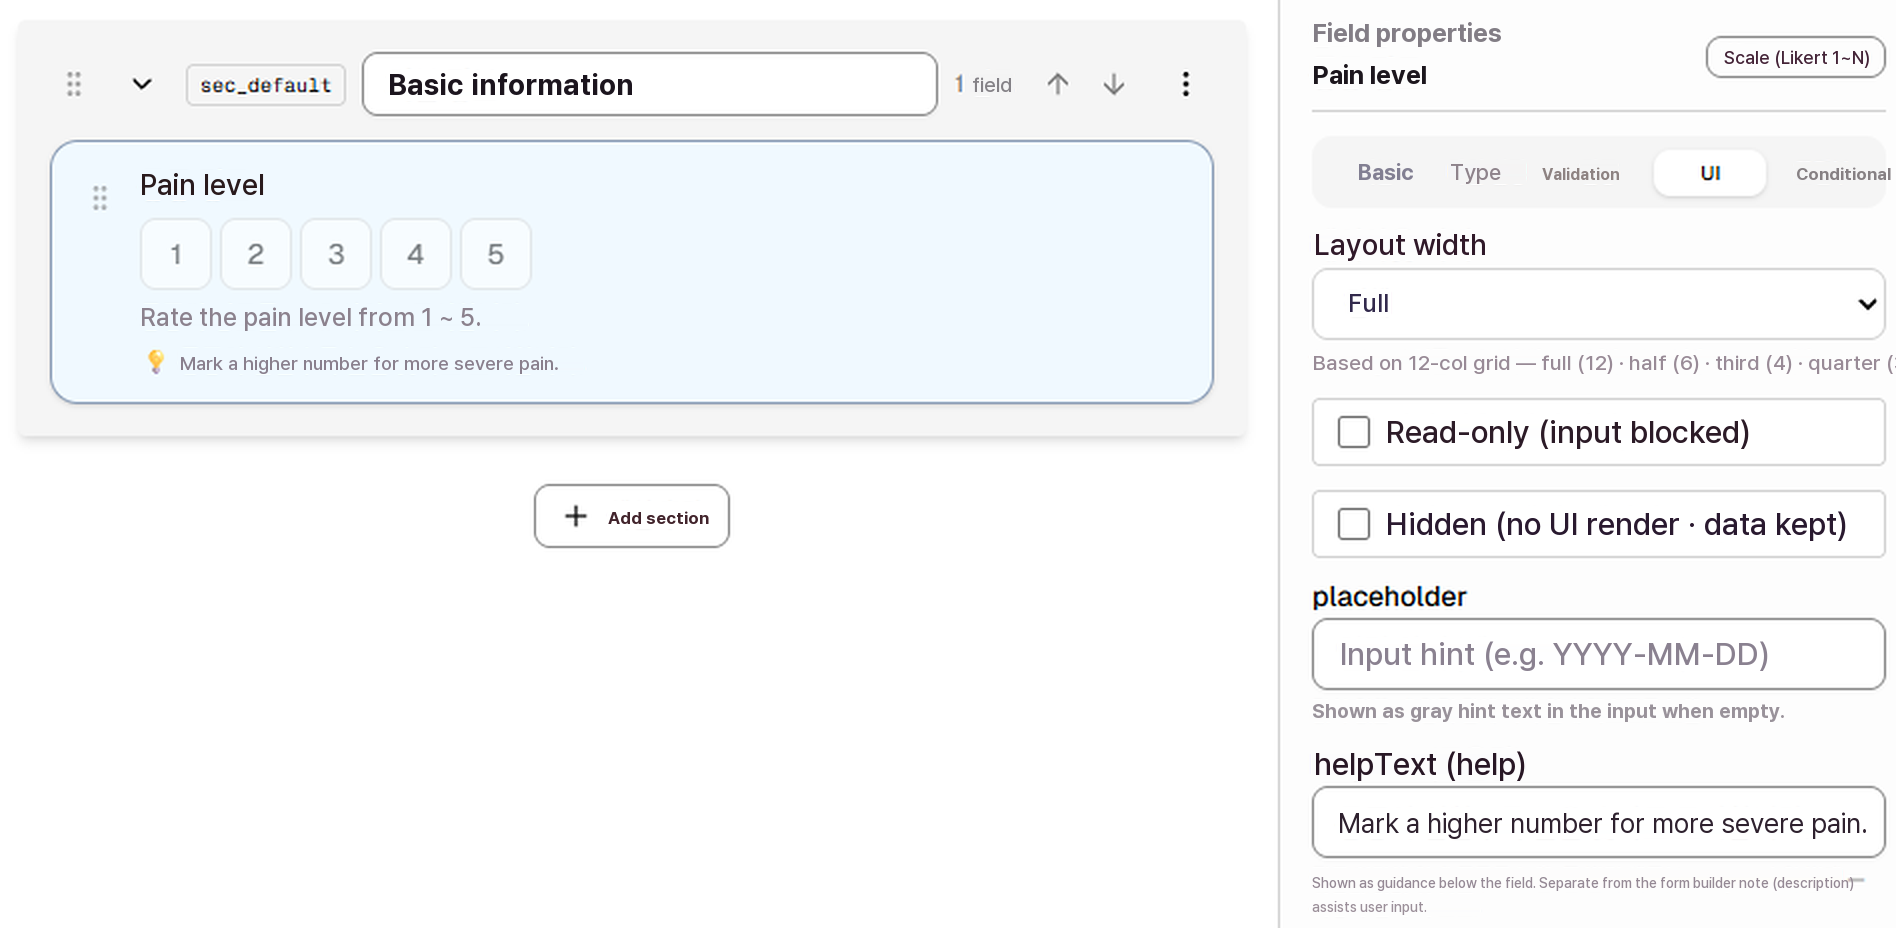 sec_default
Basic information
1 field
Pain level
1 2 3 4 5
Rate the pain level from 1 ~ 5.
Mark a higher number for more severe pain.
Add section
Field properties
Pain level
Scale (Likert 1~N)
Basic Type Validation UI Conditional
Layout width
Full
Based on 12-col grid — full (12) · half (6) · third (4) · quarter (
Read-only (input blocked)
Hidden (no UI render · data kept)
placeholder
Input hint (e.g. YYYY-MM-DD)
Shown as gray hint text in the input when empty.
helpText (help)
Mark a higher number for more severe pain.
Shown as guidance below the field. Separate from the form builder note (description)
assists user input.